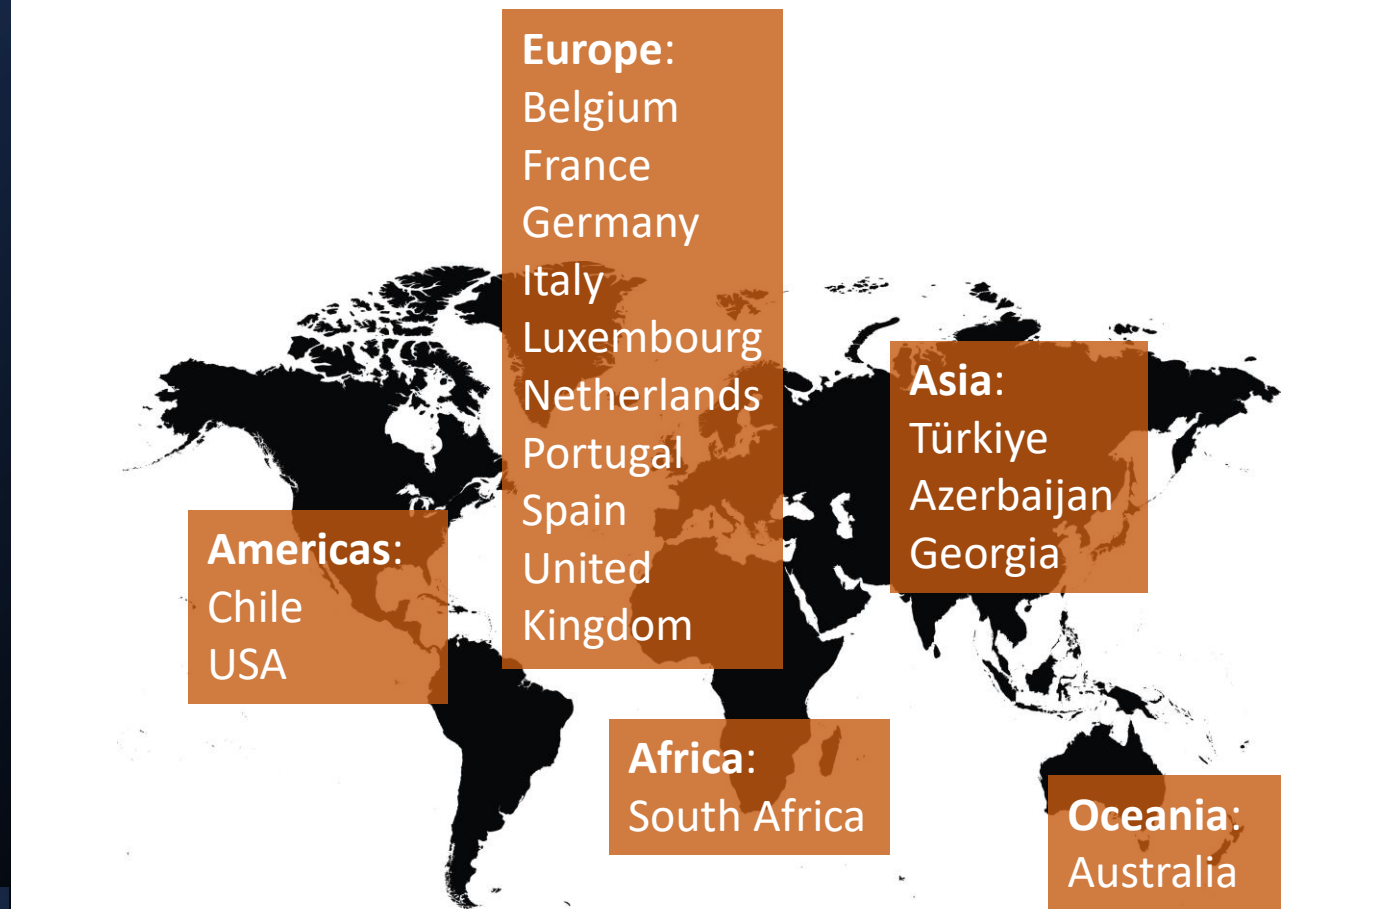 Europe:
Belgium
France
Germany
Italy
Luxembourg
Netherlands
Portugal
Spain
United
Kingdom
Asia:
Türkiye
Azerbaijan
Georgia
Americas:
Chile
USA
Africa:
South Africa
Oceania:
Australia